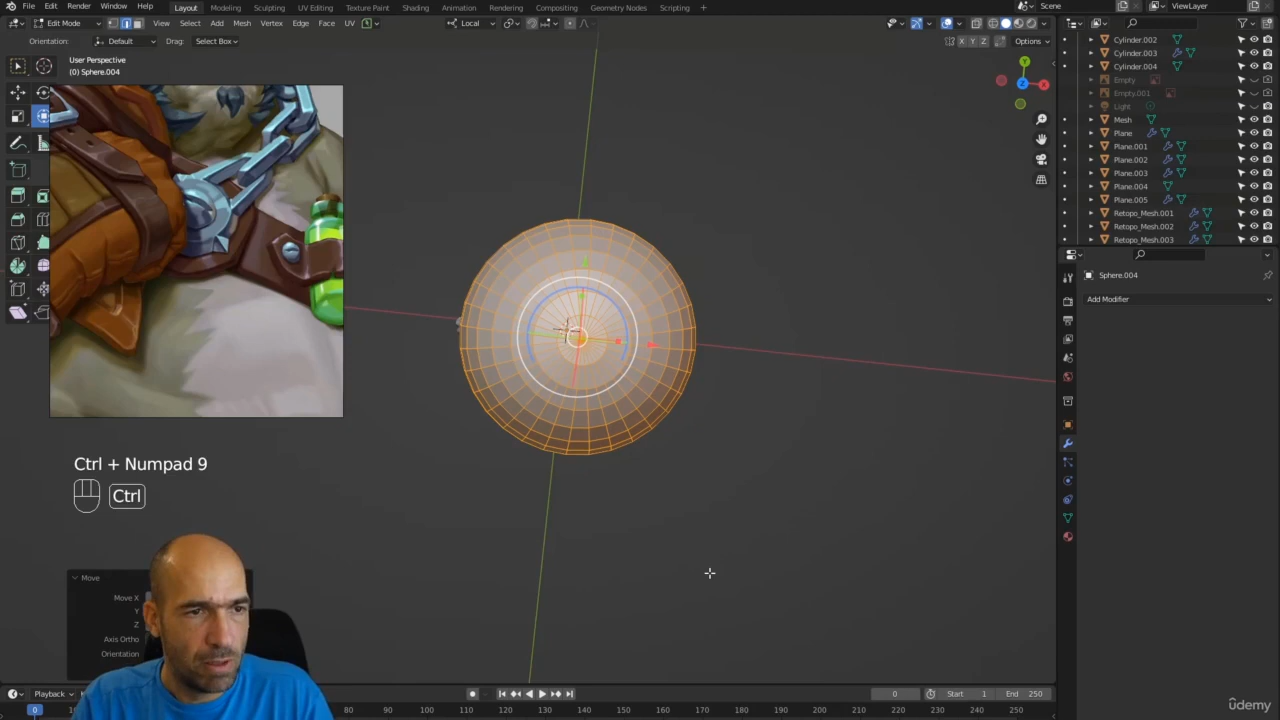 File Edit Render Window Help Layout Modeling Sculpting UV Editing Texture Paint Shading Animation Rendering Compositing Geometry Nodes Scripting + Scene ViewLayer
Edit Mode View Select Add Mesh Vertex Edge Face UV Local
Orientation: Default Drag: Select Box X Y Z Options
User Perspective
(0) Sphere.004
Y
X
Z
Cylinder.002
Cylinder.003
Cylinder.004
Empty
Empty.001
Light
Mesh
Plane
Plane.001
Plane.002
Plane.003
Plane.004
Plane.005
Retopo_Mesh.001
Retopo_Mesh.002
Retopo_Mesh.003
Sphere.004
Add Modifier
Ctrl + Numpad 9
Ctrl
Move
Move X
Y
Z
Axis Ortho
Orientation
Playback 0 Start 1 End 250
0 80 90 100 110 120 130 140 150 160 170 180 190 200 210 220 230 240 250
ûdemy